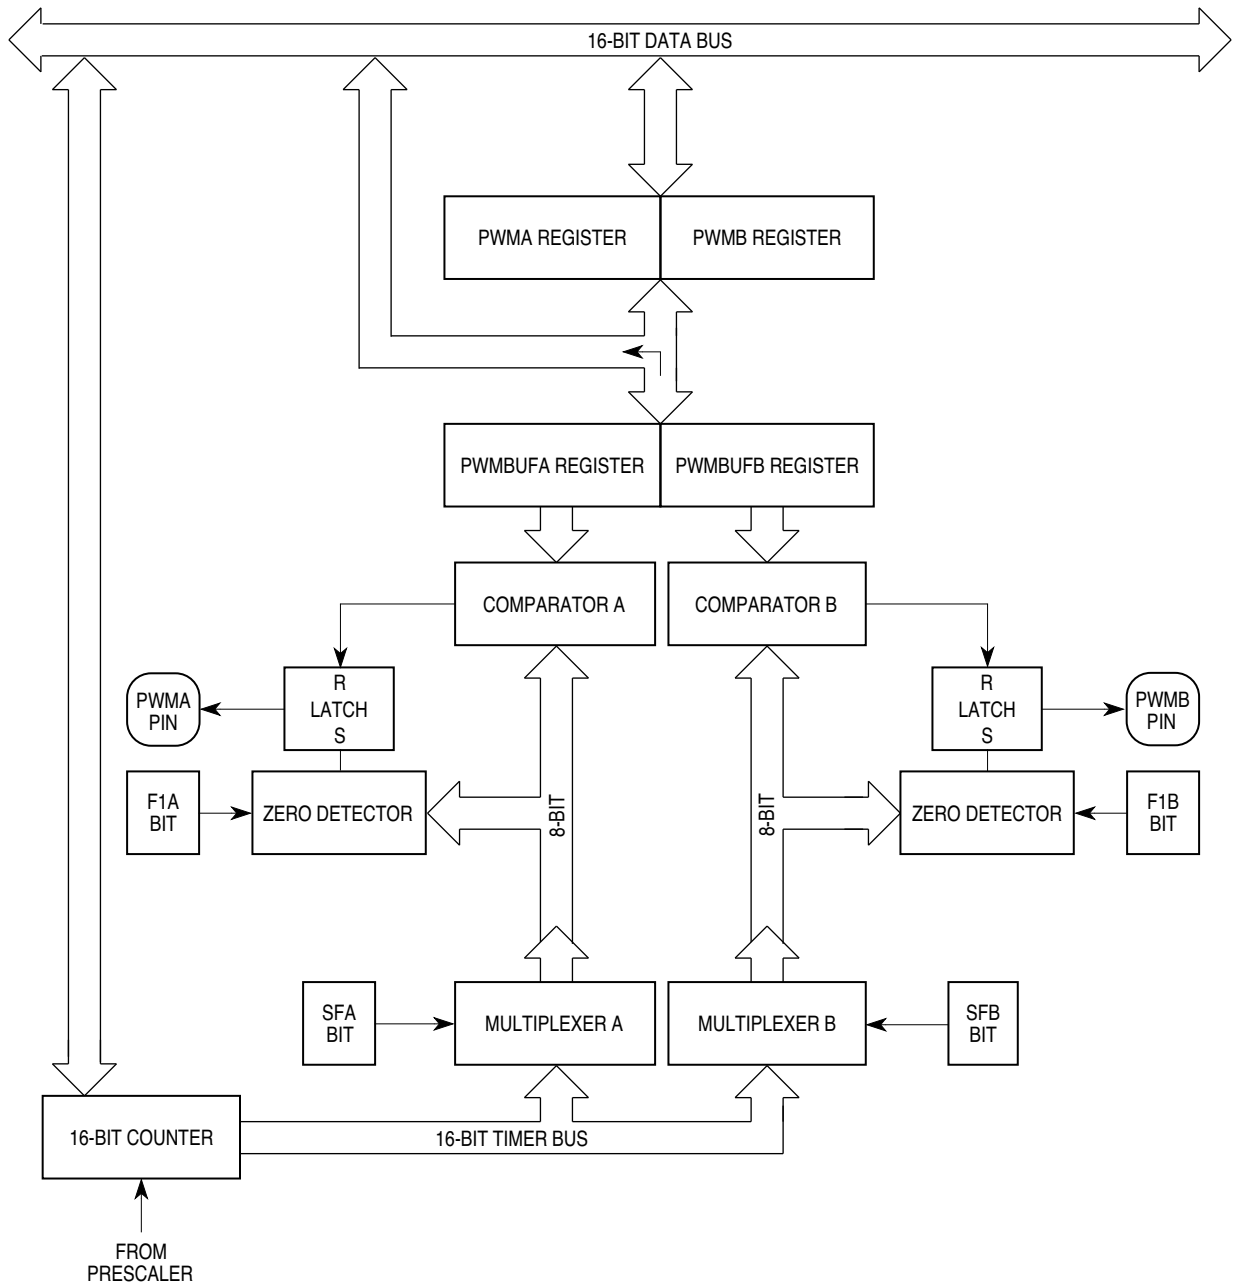 16-BIT DATA BUS
PWMA REGISTER
PWMB REGISTER
PWMBUFA REGISTER
PWMBUFB REGISTER
COMPARATOR A
COMPARATOR B
R
LATCH
S
PWMA
PIN
R
LATCH
S
PWMB
PIN
F1A
BIT
ZERO DETECTOR
8-BIT
8-BIT
ZERO DETECTOR
F1B
BIT
SFA
BIT
MULTIPLEXER A
MULTIPLEXER B
SFB
BIT
16-BIT COUNTER
16-BIT TIMER BUS
FROM
PRESCALER